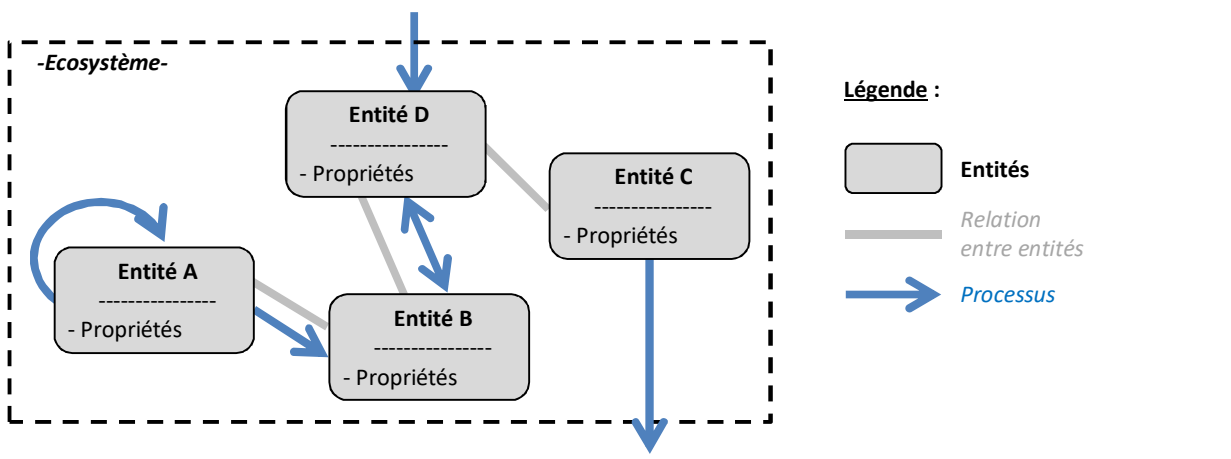 -Ecosystème-
Entité D
----------------
- Propriétés
Entité C
----------------
- Propriétés
Entité A
----------------
- Propriétés
Entité B
----------------
- Propriétés
Légende :
Entités
Relation
entre entités
Processus